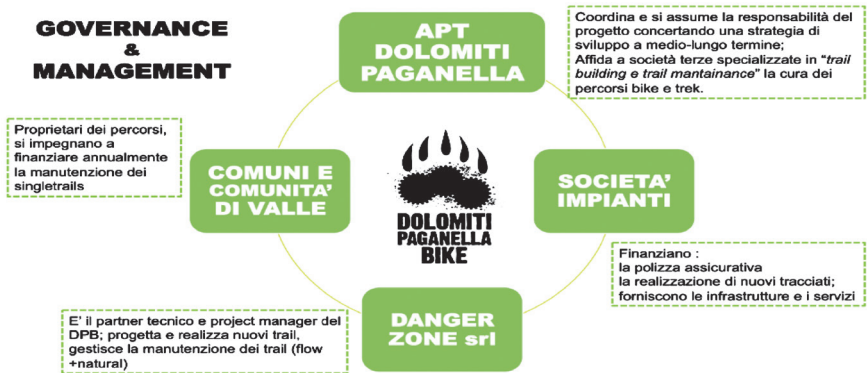 GOVERNANCE
&
MANAGEMENT
APT
DOLOMITI
PAGANELLA
Coordina e si assume la responsabilità del
progetto concertando una strategia di
sviluppo a medio-lungo termine;
Affida a società terze specializzate in “trail
building e trail mantainance” la cura dei
percorsi bike e trek.
Proprietari dei percorsi,
si impegnano a
finanziare annualmente
la manutenzione dei
singletrails
COMUNI E
COMUNITA’
DI VALLE
DOLOMITI
PAGANELLA
BIKE
SOCIETA’
IMPIANTI
Finanziano :
la polizza assicurativa
la realizzazione di nuovi tracciati;
forniscono le infrastrutture e i servizi
E’ il partner tecnico e project manager del
DPB; progetta e realizza nuovi trail,
gestisce la manutenzione dei trail (flow
+natural)
DANGER
ZONE srl